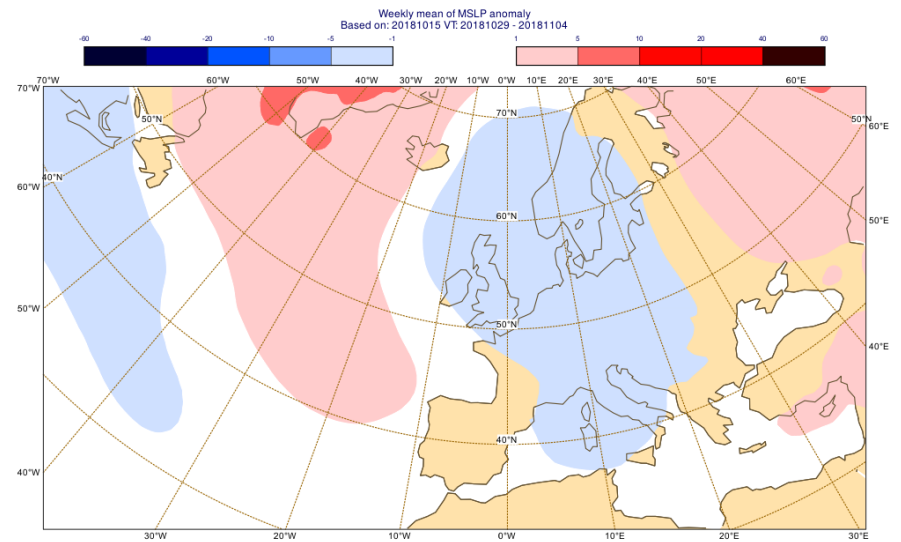 Weekly mean of MSLP anomaly
Based on: 20181015 VT: 20181029 - 20181104
-60 -40 -20 -10 -5 -1 1 5 10 20 40 60
70°W 60°W 50°W 40°W 30°W 20°W 10°W 0°W 10°E 20°E 30°E 40°E 50°E 60°E
70°W
70°N
50°N 50°N
60°E
40°N
60°W
60°N
50°E
50°W
50°N
40°E
40°N
40°W
30°W 20°W 10°W 0°W 10°E 20°E 30°E